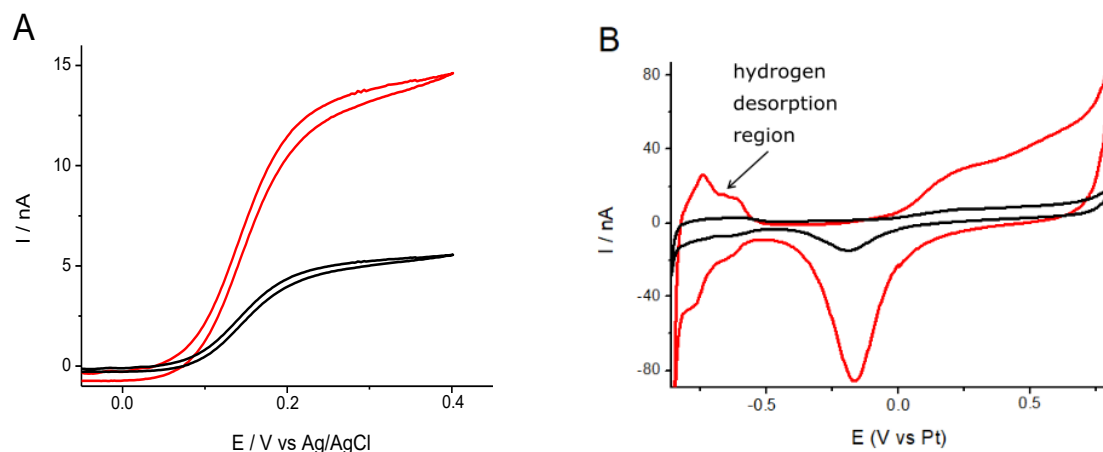 A
I / nA
15
10
5
0
0.0
0.2
0.4
E / V vs Ag/AgCl
B
hydrogen
desorption
region
I / nA
80
40
0
-40
-80
-0.5
0.0
0.5
E (V vs Pt)